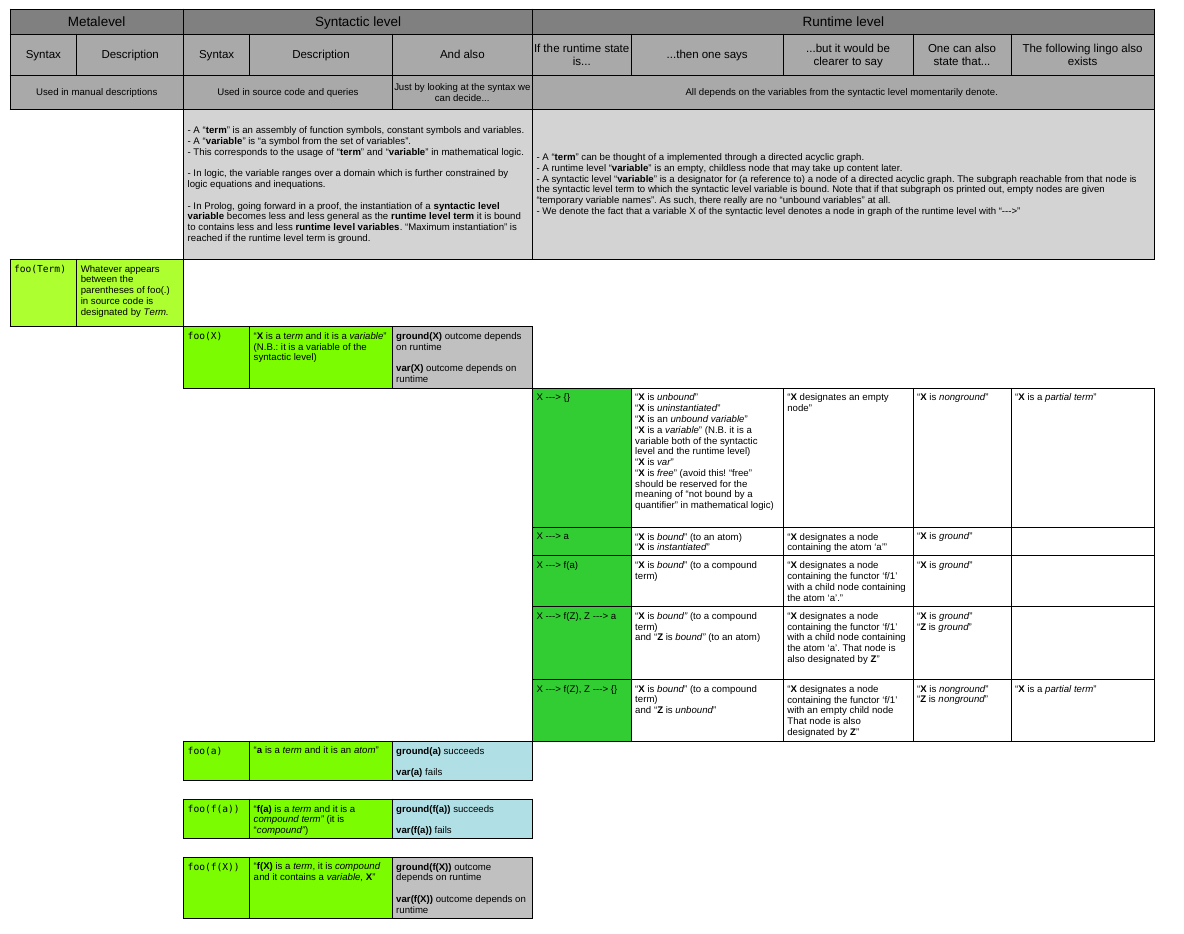 Metalevel
Syntactic level
Runtime level
Syntax
Description
Syntax
Description
And also
If the runtime state
is...
...then one says
...but it would be
clearer to say
One can also
state that...
The following lingo also
exists
Used in manual descriptions
Used in source code and queries
Just by looking at the syntax we
can decide...
All depends on the variables from the syntactic level momentarily denote.
- A “term” is an assembly of function symbols, constant symbols and variables.
- A “variable” is “a symbol from the set of variables”.
- This corresponds to the usage of “term” and “variable” in mathematical logic.
- In logic, the variable ranges over a domain which is further constrained by
logic equations and inequations.
- In Prolog, going forward in a proof, the instantiation of a syntactic level
variable becomes less and less general as the runtime level term it is bound
to contains less and less runtime level variables. “Maximum instantiation” is
reached if the runtime level term is ground.
- A “term” can be thought of a implemented through a directed acyclic graph.
- A runtime level “variable” is an empty, childless node that may take up content later.
- A syntactic level “variable” is a designator for (a reference to) a node of a directed acyclic graph. The subgraph reachable from that node is
the syntactic level term to which the syntactic level variable is bound. Note that if that subgraph os printed out, empty nodes are given
“temporary variable names”. As such, there really are no “unbound variables” at all.
- We denote the fact that a variable X of the syntactic level denotes a node in graph of the runtime level with “--->”
foo(Term)
Whatever appears
between the
parentheses of foo(.)
in source code is
designated by Term.
foo(X)
“X is a term and it is a variable”
(N.B.: it is a variable of the
syntactic level)
ground(X) outcome depends
on runtime
var(X) outcome depends on
runtime
X ---> {}
“X is unbound”
“X is uninstantiated”
“X is an unbound variable”
“X is a variable” (N.B. it is a
variable both of the syntactic
level and the runtime level)
“X is var”
“X is free” (avoid this! “free”
should be reserved for the
meaning of “not bound by a
quantifier” in mathematical logic)
“X designates an empty
node”
“X is nonground”
“X is a partial term”
X ---> a
“X is bound” (to an atom)
“X is instantiated”
“X designates a node
containing the atom ‘a’”
“X is ground”
X ---> f(a)
“X is bound” (to a compound
term)
“X designates a node
containing the functor ‘f/1’
with a child node containing
the atom ‘a’.”
“X is ground”
X ---> f(Z), Z ---> a
“X is bound” (to a compound
term)
and “Z is bound” (to an atom)
“X designates a node
containing the functor ‘f/1’
with a child node containing
the atom ‘a’. That node is
also designated by Z”
“X is ground”
“Z is ground”
X ---> f(Z), Z ---> {}
“X is bound” (to a compound
term)
and “Z is unbound”
“X designates a node
containing the functor ‘f/1’
with an empty child node
That node is also
designated by Z”
“X is nonground”
“Z is nonground”
“X is a partial term”
foo(a)
“a is a term and it is an atom”
ground(a) succeeds
var(a) fails
foo(f(a))
“f(a) is a term and it is a
compound term” (it is
“compound”)
ground(f(a)) succeeds
var(f(a)) fails
foo(f(X))
“f(X) is a term, it is compound
and it contains a variable, X”
ground(f(X)) outcome
depends on runtime
var(f(X)) outcome depends on
runtime